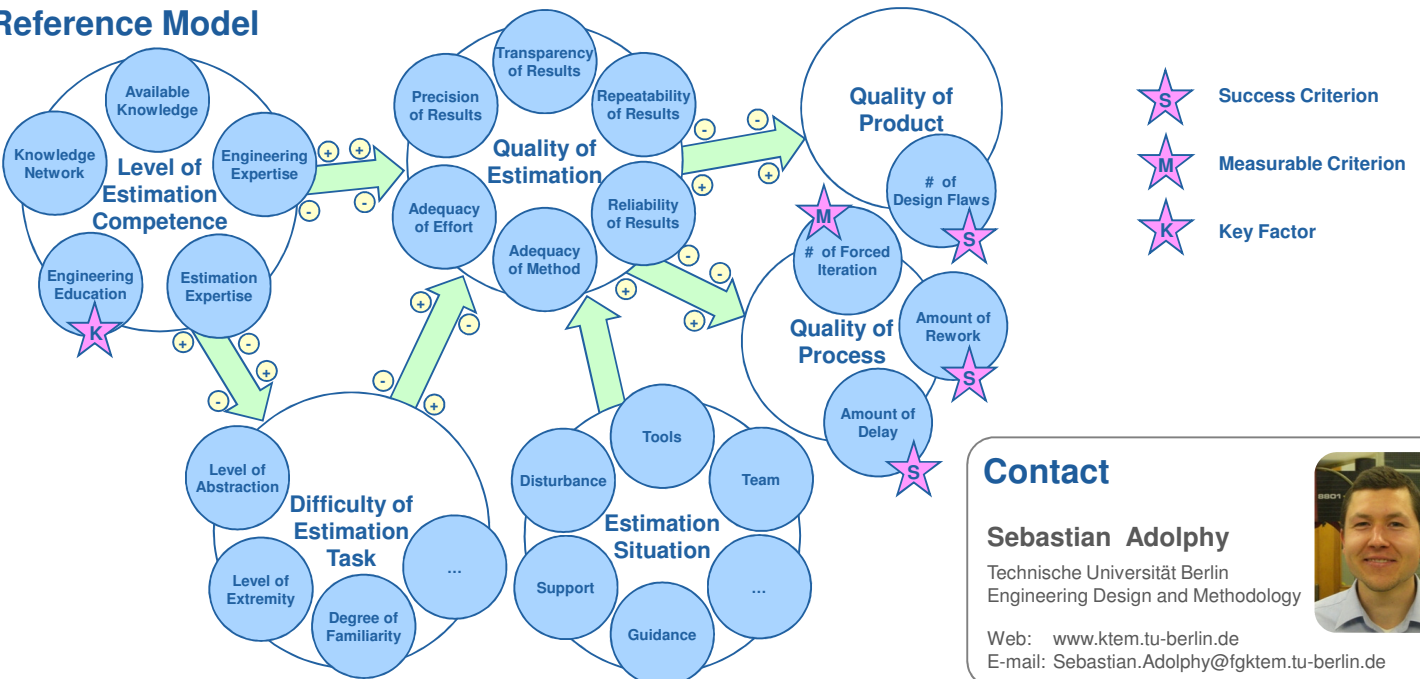 Reference Model
Available
Knowledge
Knowledge
Network
Engineering
Expertise
Level of
Estimation
Competence
Engineering
Education
K
Estimation
Expertise
+
+
-
-
Transparency
of Results
Precision
of Results
Repeatability
of Results
Quality of
Estimation
Adequacy
of Effort
Reliability
of Results
Adequacy
of Method
-
-
+
+
Quality of
Product
# of
Design Flaws
S
M
# of Forced
Iteration
-
-
+
+
Quality of
Process
Amount of
Rework
S
Amount of
Delay
S
+
-
+
-
+
-
-
+
Level of
Abstraction
Difficulty of
Estimation
Task
Level of
Extremity
Degree of
Familiarity
...
Tools
Disturbance
Team
Estimation
Situation
Support
...
Guidance
S
Success Criterion
M
Measurable Criterion
K
Key Factor
Contact
Sebastian Adolphy
Technische Universität Berlin
Engineering Design and Methodology
Web: www.ktem.tu-berlin.de
E-mail: Sebastian.Adolphy@fgktem.tu-berlin.de